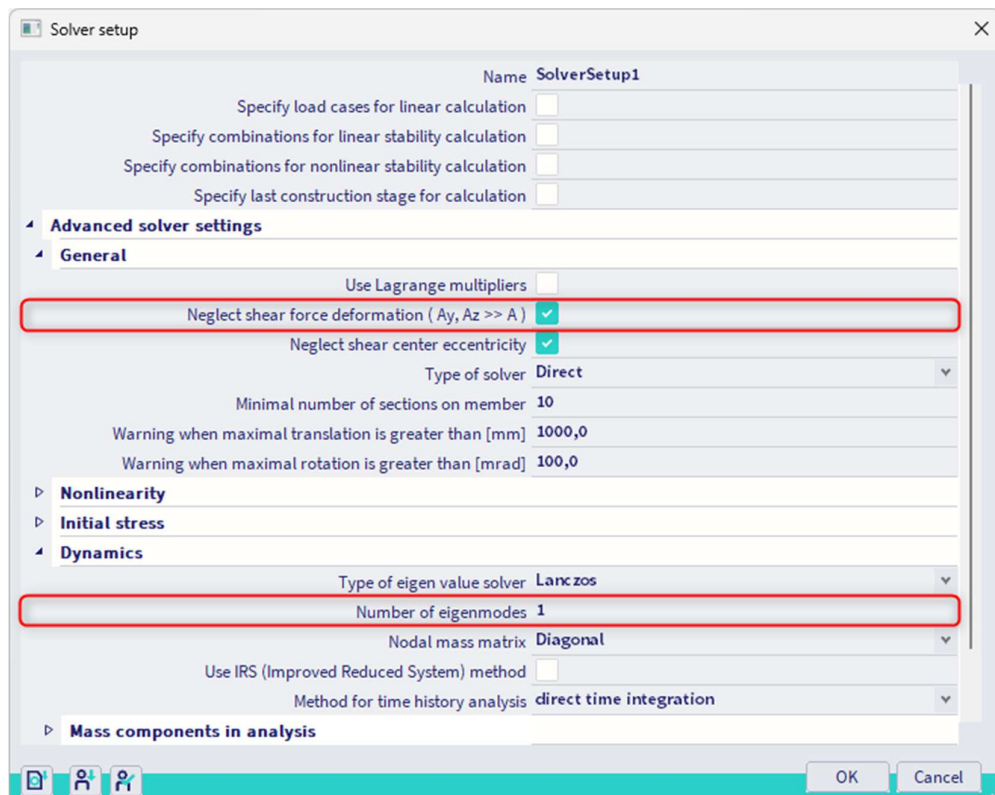 Solver setup
Name SolverSetup1
Specify load cases for linear calculation
Specify combinations for linear stability calculation
Specify combinations for nonlinear stability calculation
Specify last construction stage for calculation
Advanced solver settings
General
Use Lagrange multipliers
Neglect shear force deformation ( Ay, Az >> A )
Neglect shear center eccentricity
Type of solver Direct
Minimal number of sections on member 10
Warning when maximal translation is greater than [mm] 1000,0
Warning when maximal rotation is greater than [mrad] 100,0
Nonlinearity
Initial stress
Dynamics
Type of eigen value solver Lanczos
Number of eigenmodes 1
Nodal mass matrix Diagonal
Use IRS (Improved Reduced System) method
Method for time history analysis direct time integration
Mass components in analysis
OK Cancel